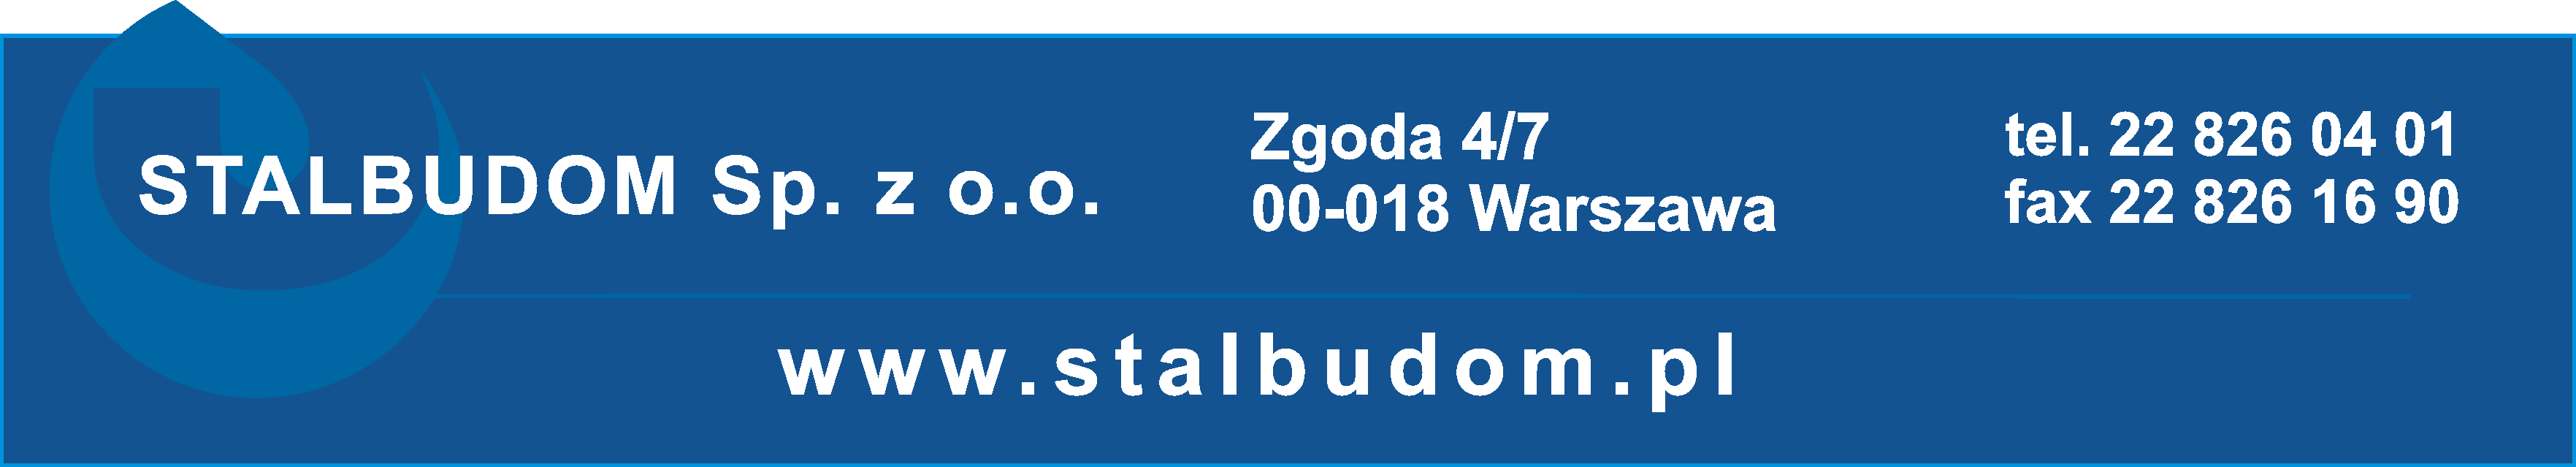 STALBUDOM Sp. z o.o.
Zgoda 4/7
00-018 Warszawa
tel. 22 826 04 01
fax 22 826 16 90
www.stalbudom.pl